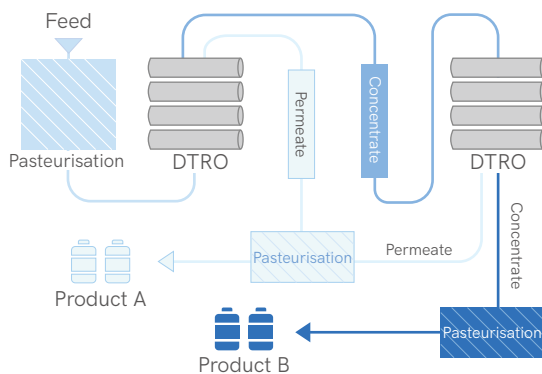 Feed
Pasteurisation
DTRO
Permeate
Concentrate
DTRO
Permeate
Concentrate
Pasteurisation
Product A
Pasteurisation
Product B